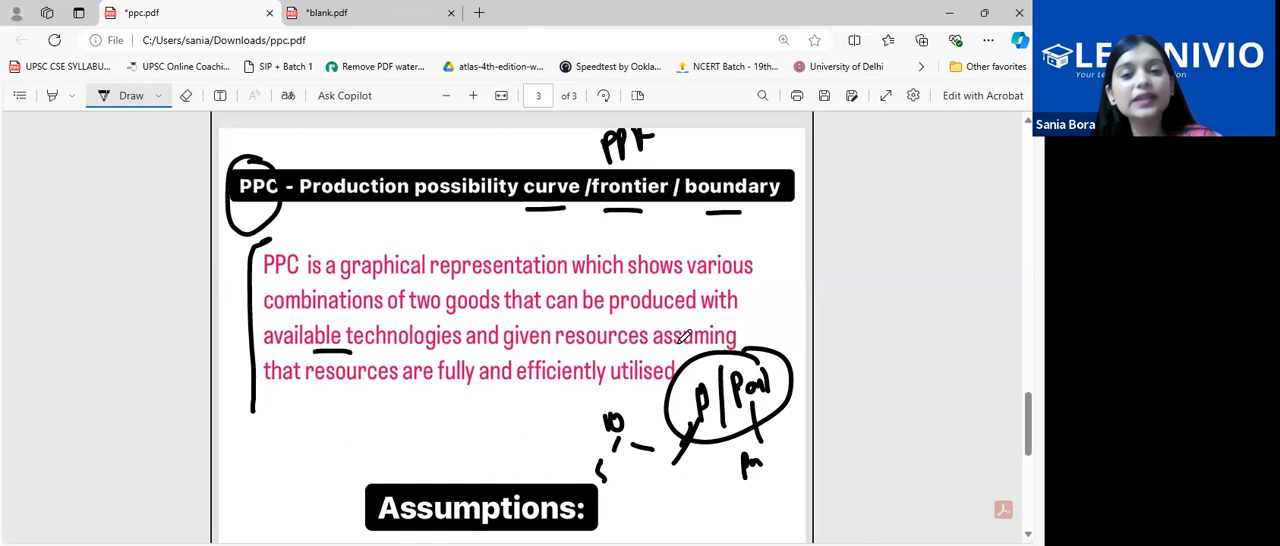 *ppc.pdf
*blank.pdf
File
C:/Users/sania/Downloads/ppc.pdf
UPSC CSE SYLLABU...
UPSC Online Coachi...
SIP + Batch 1
Remove PDF water...
atlas-4th-edition-w...
Speedtest by Ookla...
NCERT Batch - 19th...
University of Delhi
Other favorites
Draw
Ask Copilot
3 of 3
Edit with Acrobat
Sania Bora
PPF
PPC - Production possibility curve /frontier / boundary
PPC is a graphical representation which shows various
combinations of two goods that can be produced with
available technologies and given resources assuming
that resources are fully and efficiently utilised
10
Assumptions: